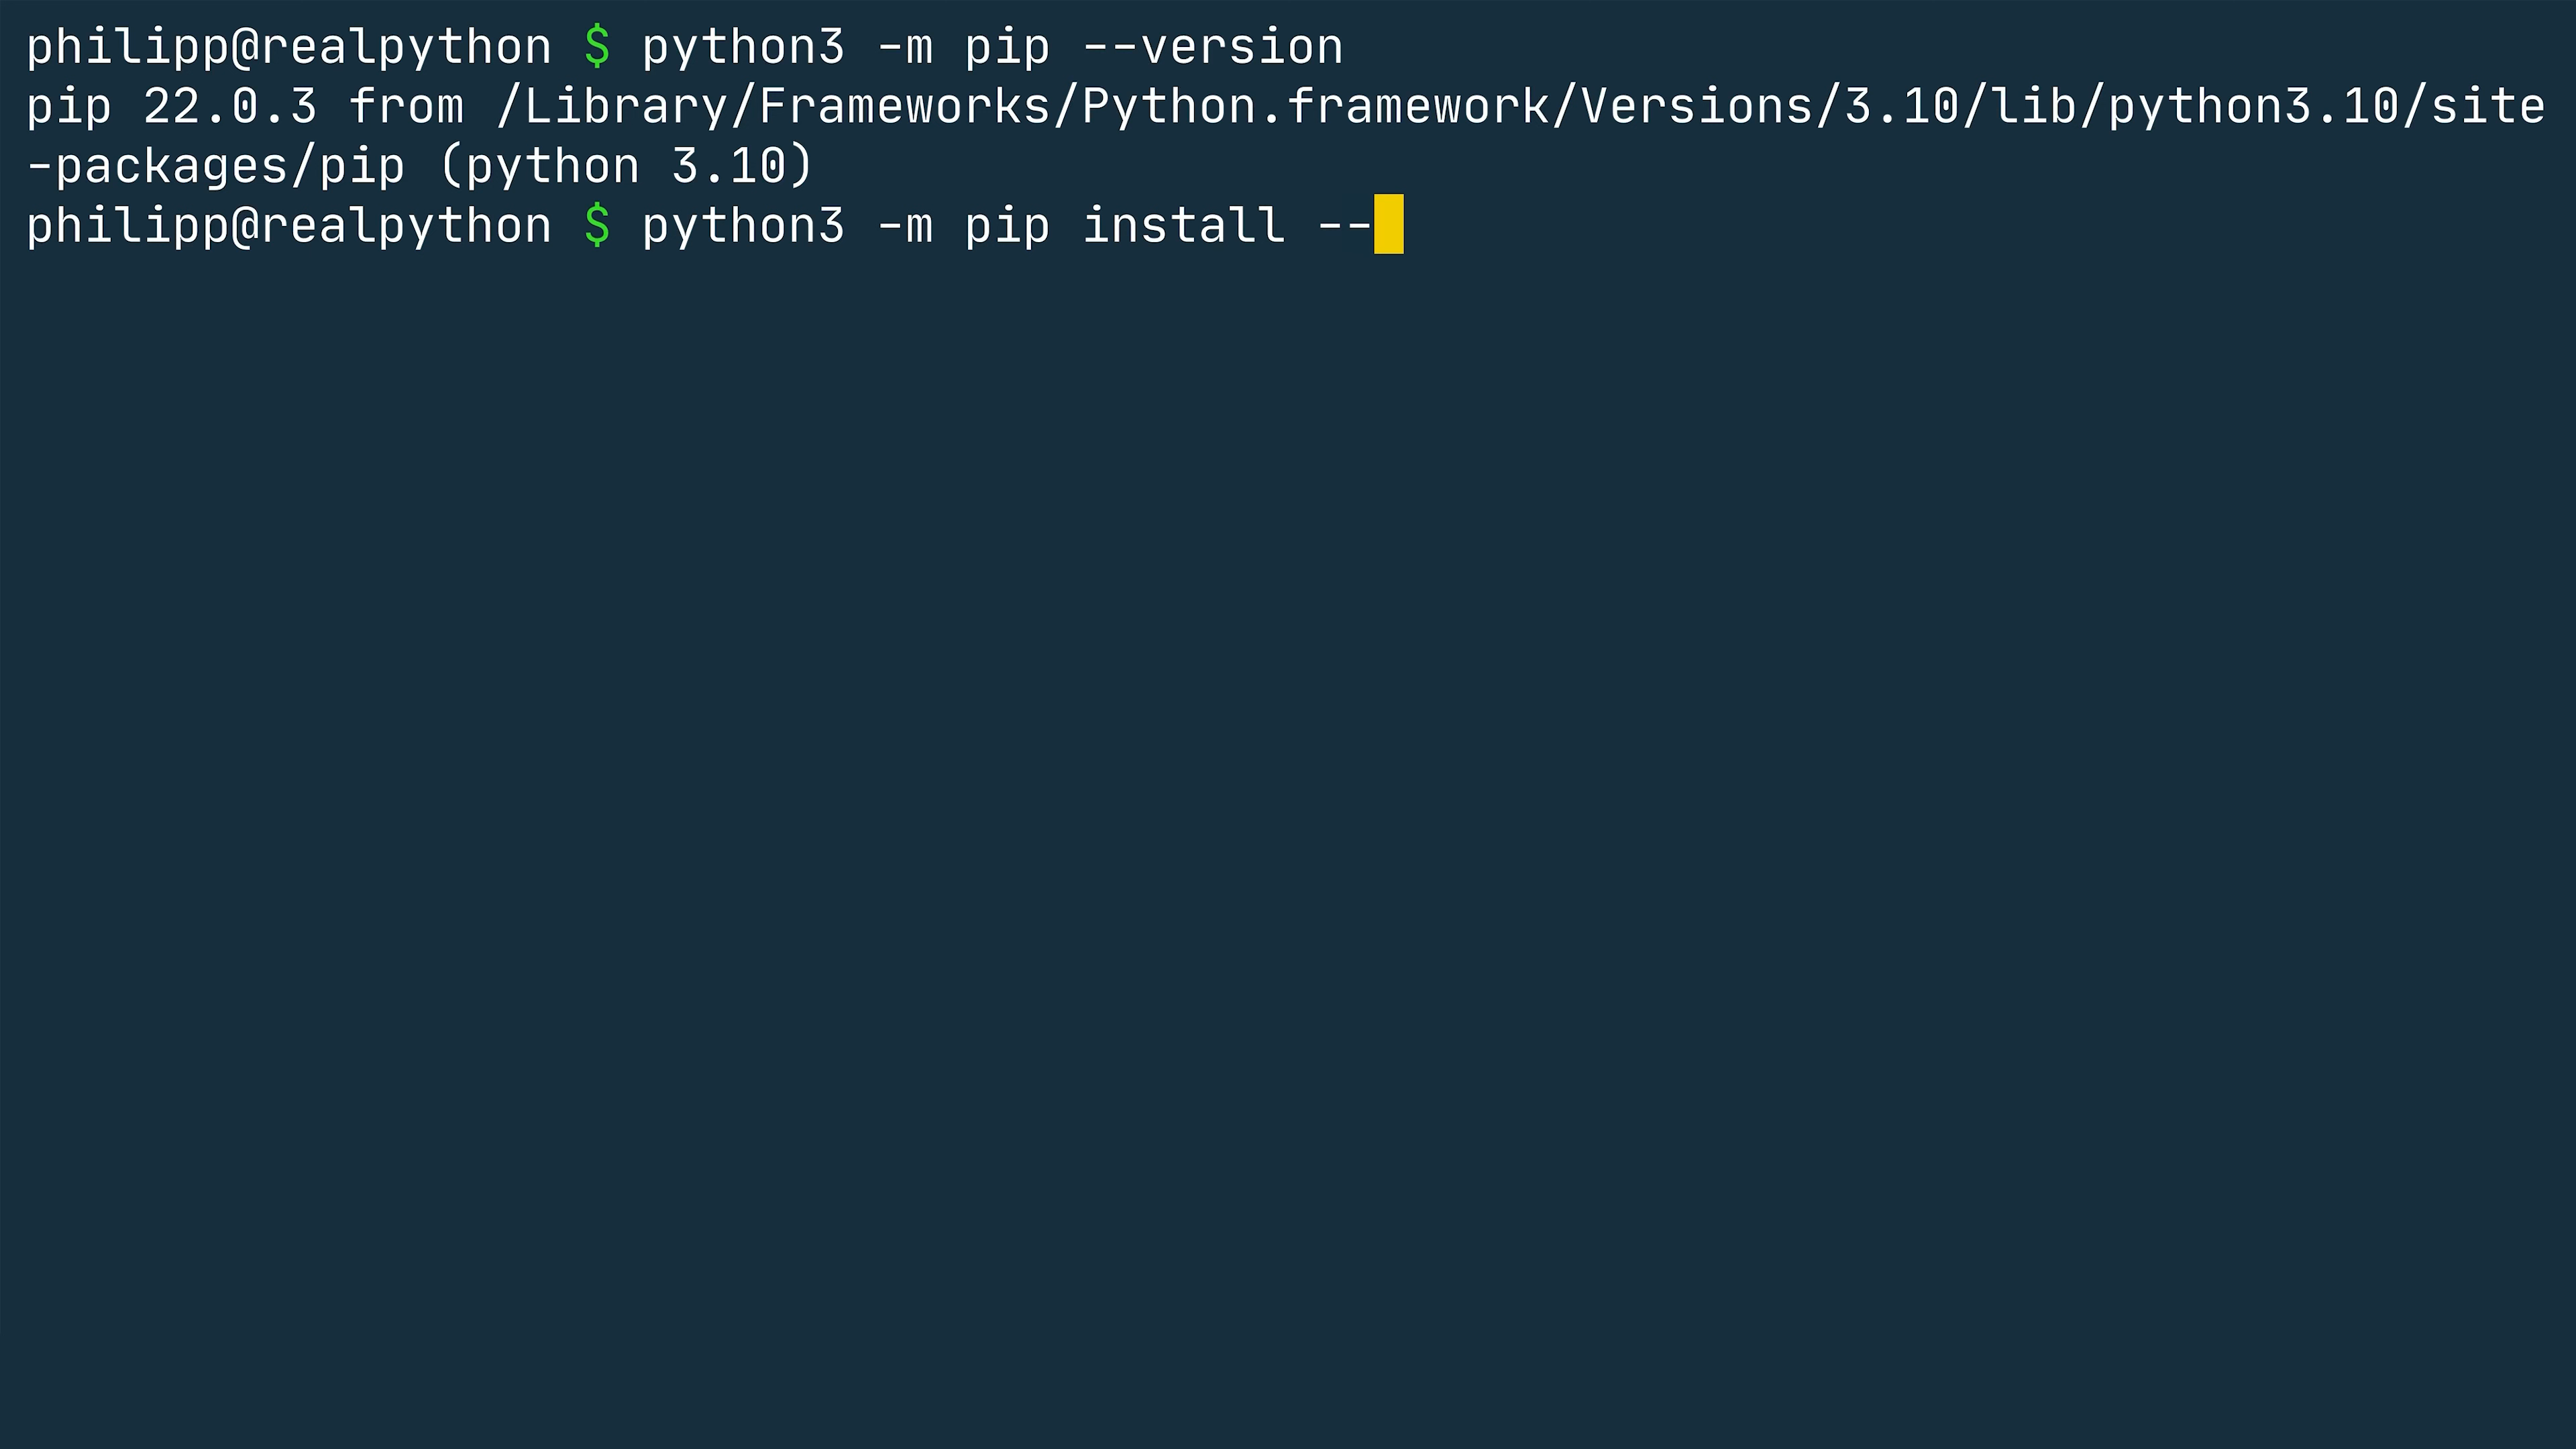 philipp@realpython $ python3 -m pip --version
pip 22.0.3 from /Library/Frameworks/Python.framework/Versions/3.10/lib/python3.10/site
-packages/pip (python 3.10)
philipp@realpython $ python3 -m pip install --